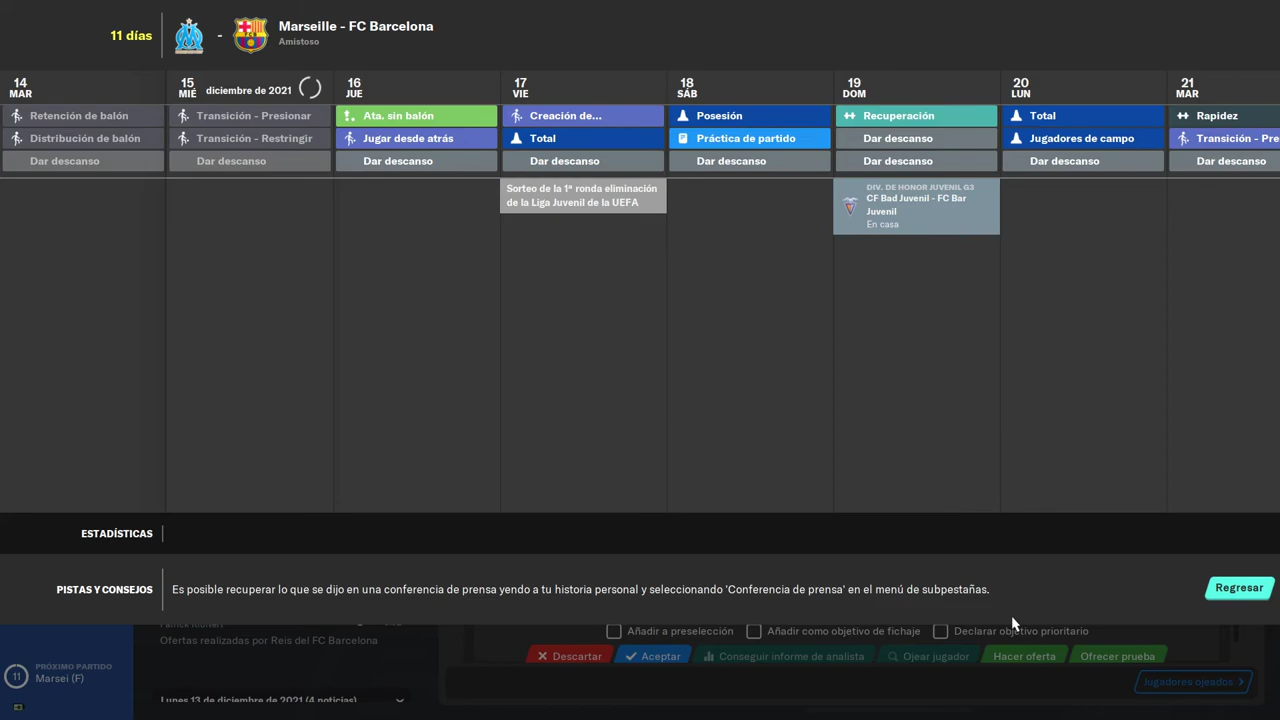 11 días
-
Marseille - FC Barcelona
Amistoso
14
MAR
15
MIÉ
diciembre de 2021
16
JUE
17
VIE
18
SÁB
19
DOM
20
LUN
21
MAR
Retención de balón
Transición - Presionar
Ata. sin balón
Creación de...
Posesión
Recuperación
Total
Rapidez
Distribución de balón
Transición - Restringir
Jugar desde atrás
Total
Práctica de partido
Dar descanso
Jugadores de campo
Transición - Pre
Dar descanso
Dar descanso
Dar descanso
Dar descanso
Dar descanso
Dar descanso
Dar descanso
Dar descanso
Sorteo de la 1ª ronda eliminación
de la Liga Juvenil de la UEFA
DIV. DE HONOR JUVENIL G3
CF Bad Juvenil - FC Bar
Juvenil
En casa
ESTADÍSTICAS
PISTAS Y CONSEJOS
Es posible recuperar lo que se dijo en una conferencia de prensa yendo a tu historia personal y seleccionando 'Conferencia de prensa' en el menú de subpestañas.
Regresar
Ofertas realizadas por Reis del FC Barcelona
Añadir a preselección
Añadir como objetivo de fichaje
Declarar objetivo prioritario
Descartar
Aceptar
Conseguir informe de analista
Ojear jugador
Hacer oferta
Ofrecer prueba
11
PRÓXIMO PARTIDO
Marsei (F)
Jugadores ojeados
Lunes 13 de diciembre de 2021 (4 noticias)